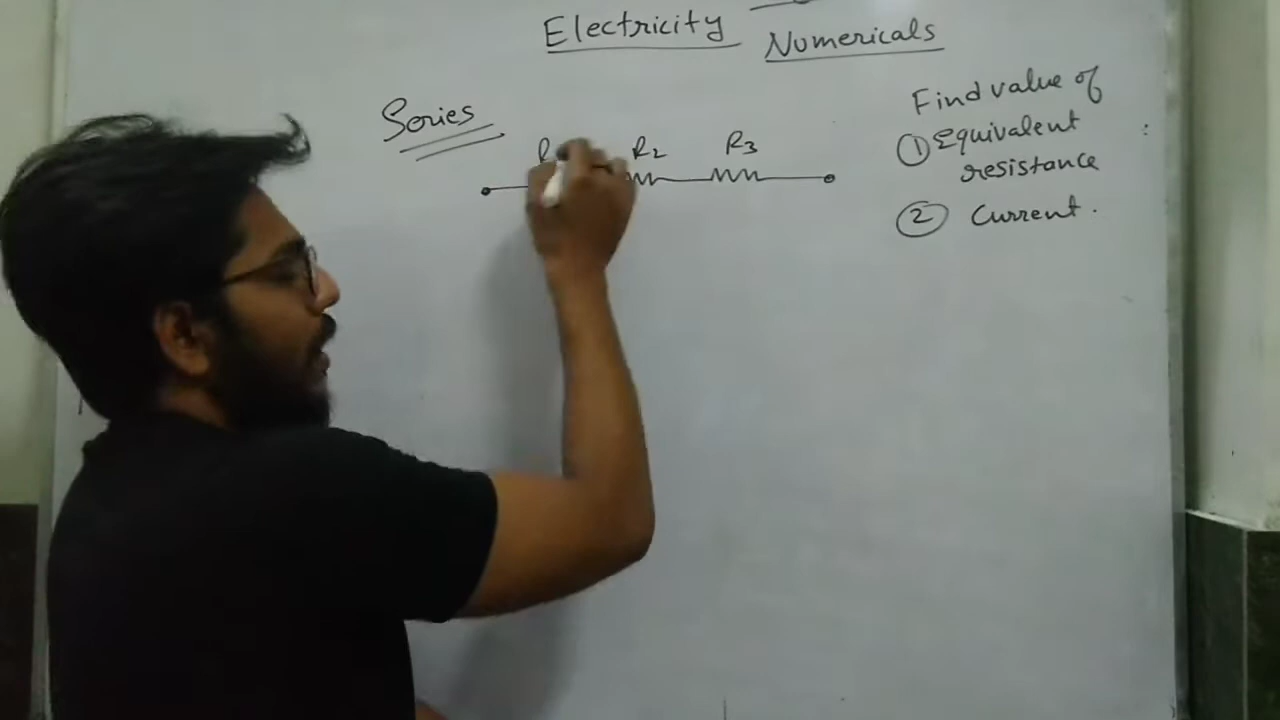 Electricity
Numericals
Series
R2 R3
Find value of
① Equivalent
resistance
② Current.